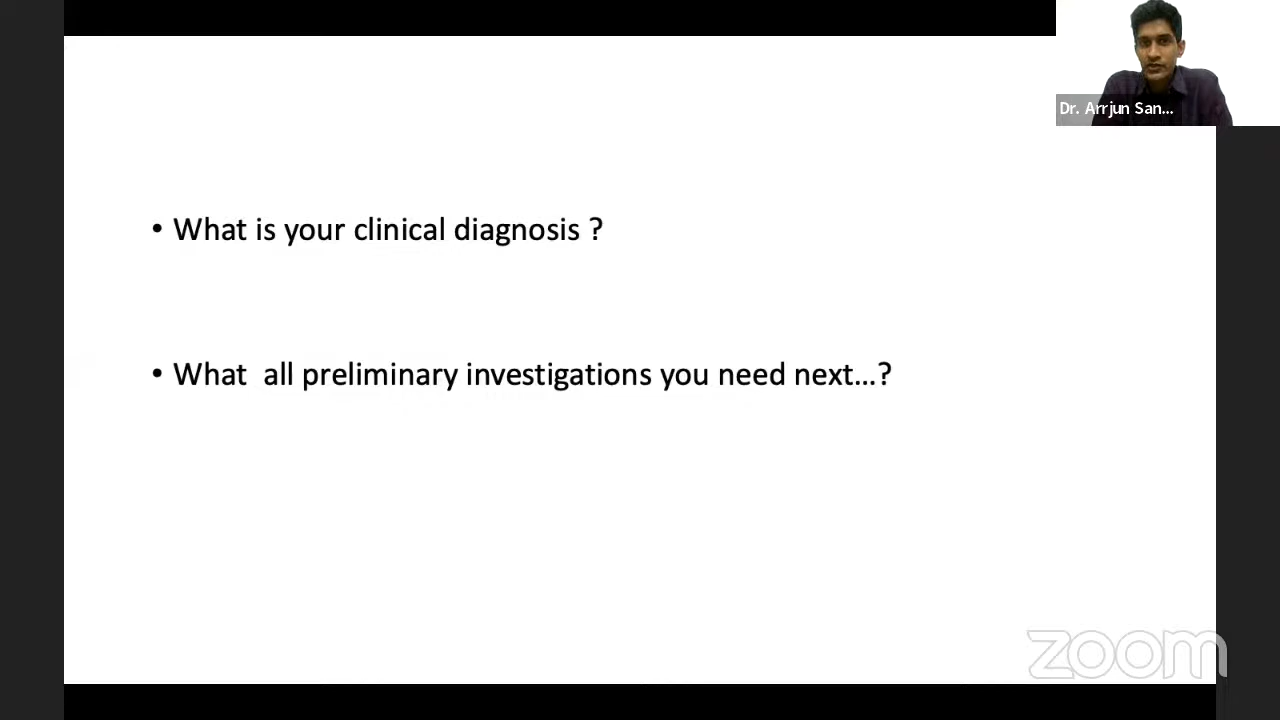 Dr. Arrjun San...
• What is your clinical diagnosis ?
• What all preliminary investigations you need next...?
zoom